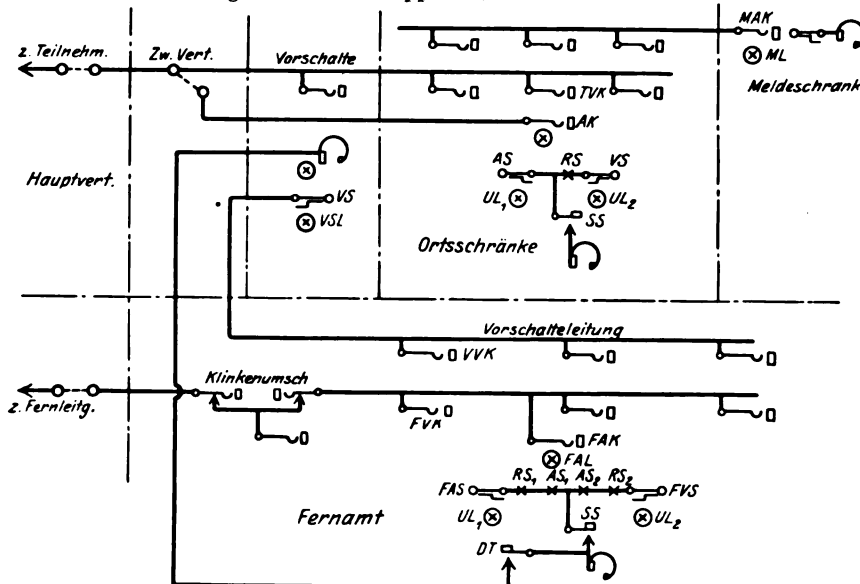 MAK
z. Teilnehm.
Zw. Vert.
Vorschalte
ML
Meldeschrank
TVK
AK
Hauptvert.
AS RS VS
VS
UL₁ UL₂
VSL
SS
Ortsschränke
Vorschalteleitung
VVK
Klinkenumsch
z. Fernleitg.
FVK
FAK
FAL
RS₁ AS₁ AS₂ RS₂
FAS FVS
Fernamt
UL₁ SS UL₂
DT